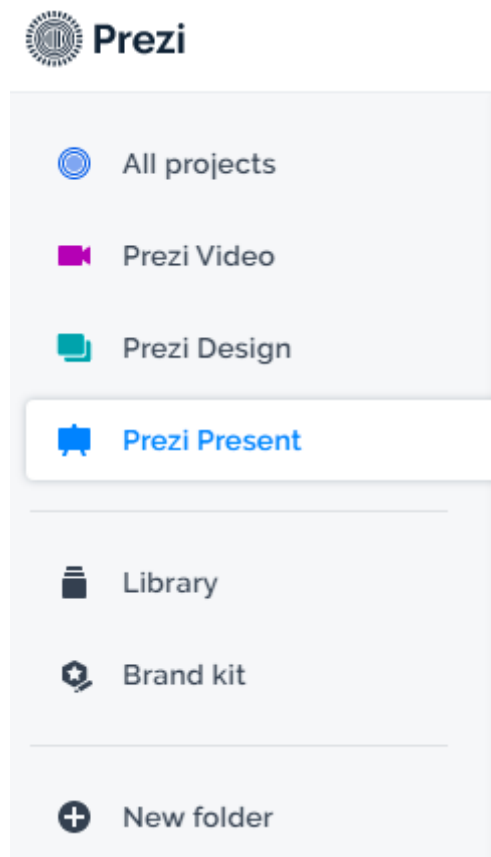 Prezi
All projects
Prezi Video
Prezi Design
Prezi Present
Library
Brand kit
New folder